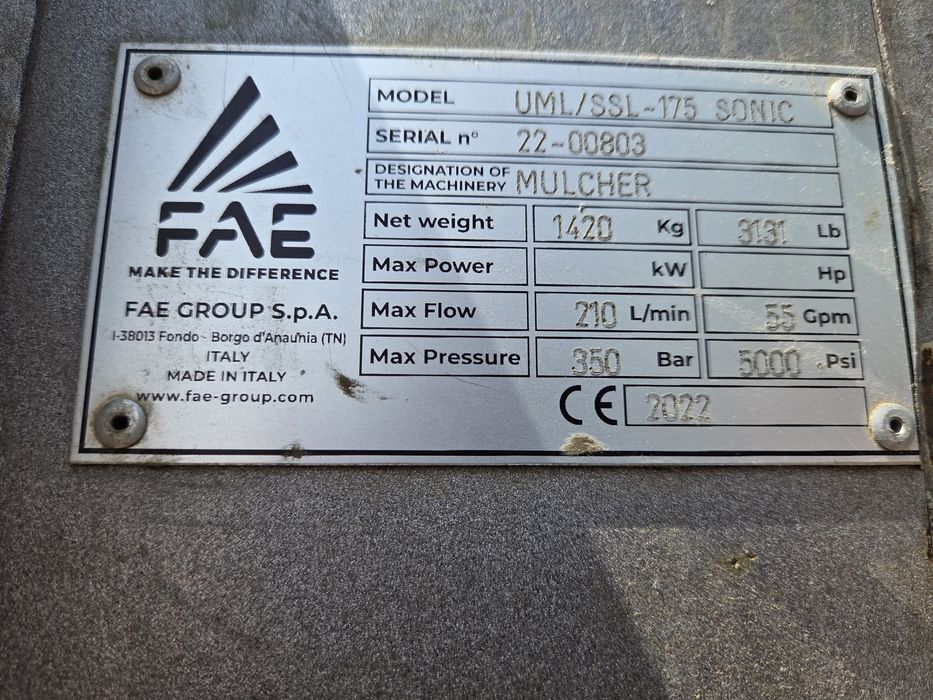 FAE
MAKE THE DIFFERENCE
FAE GROUP S.p.A.
I-38013 Fondo - Borgo d'Anaunia (TN)
ITALY
MADE IN ITALY
www.fae-group.com
MODEL UML/SSL-175 SONIC
SERIAL n° 22-00803
DESIGNATION OF
THE MACHINERY MULCHER
Net weight 1420 Kg 3131 Lb
Max Power kW Hp
Max Flow 210 L/min 55 Gpm
Max Pressure 350 Bar 5000 Psi
CE 2022